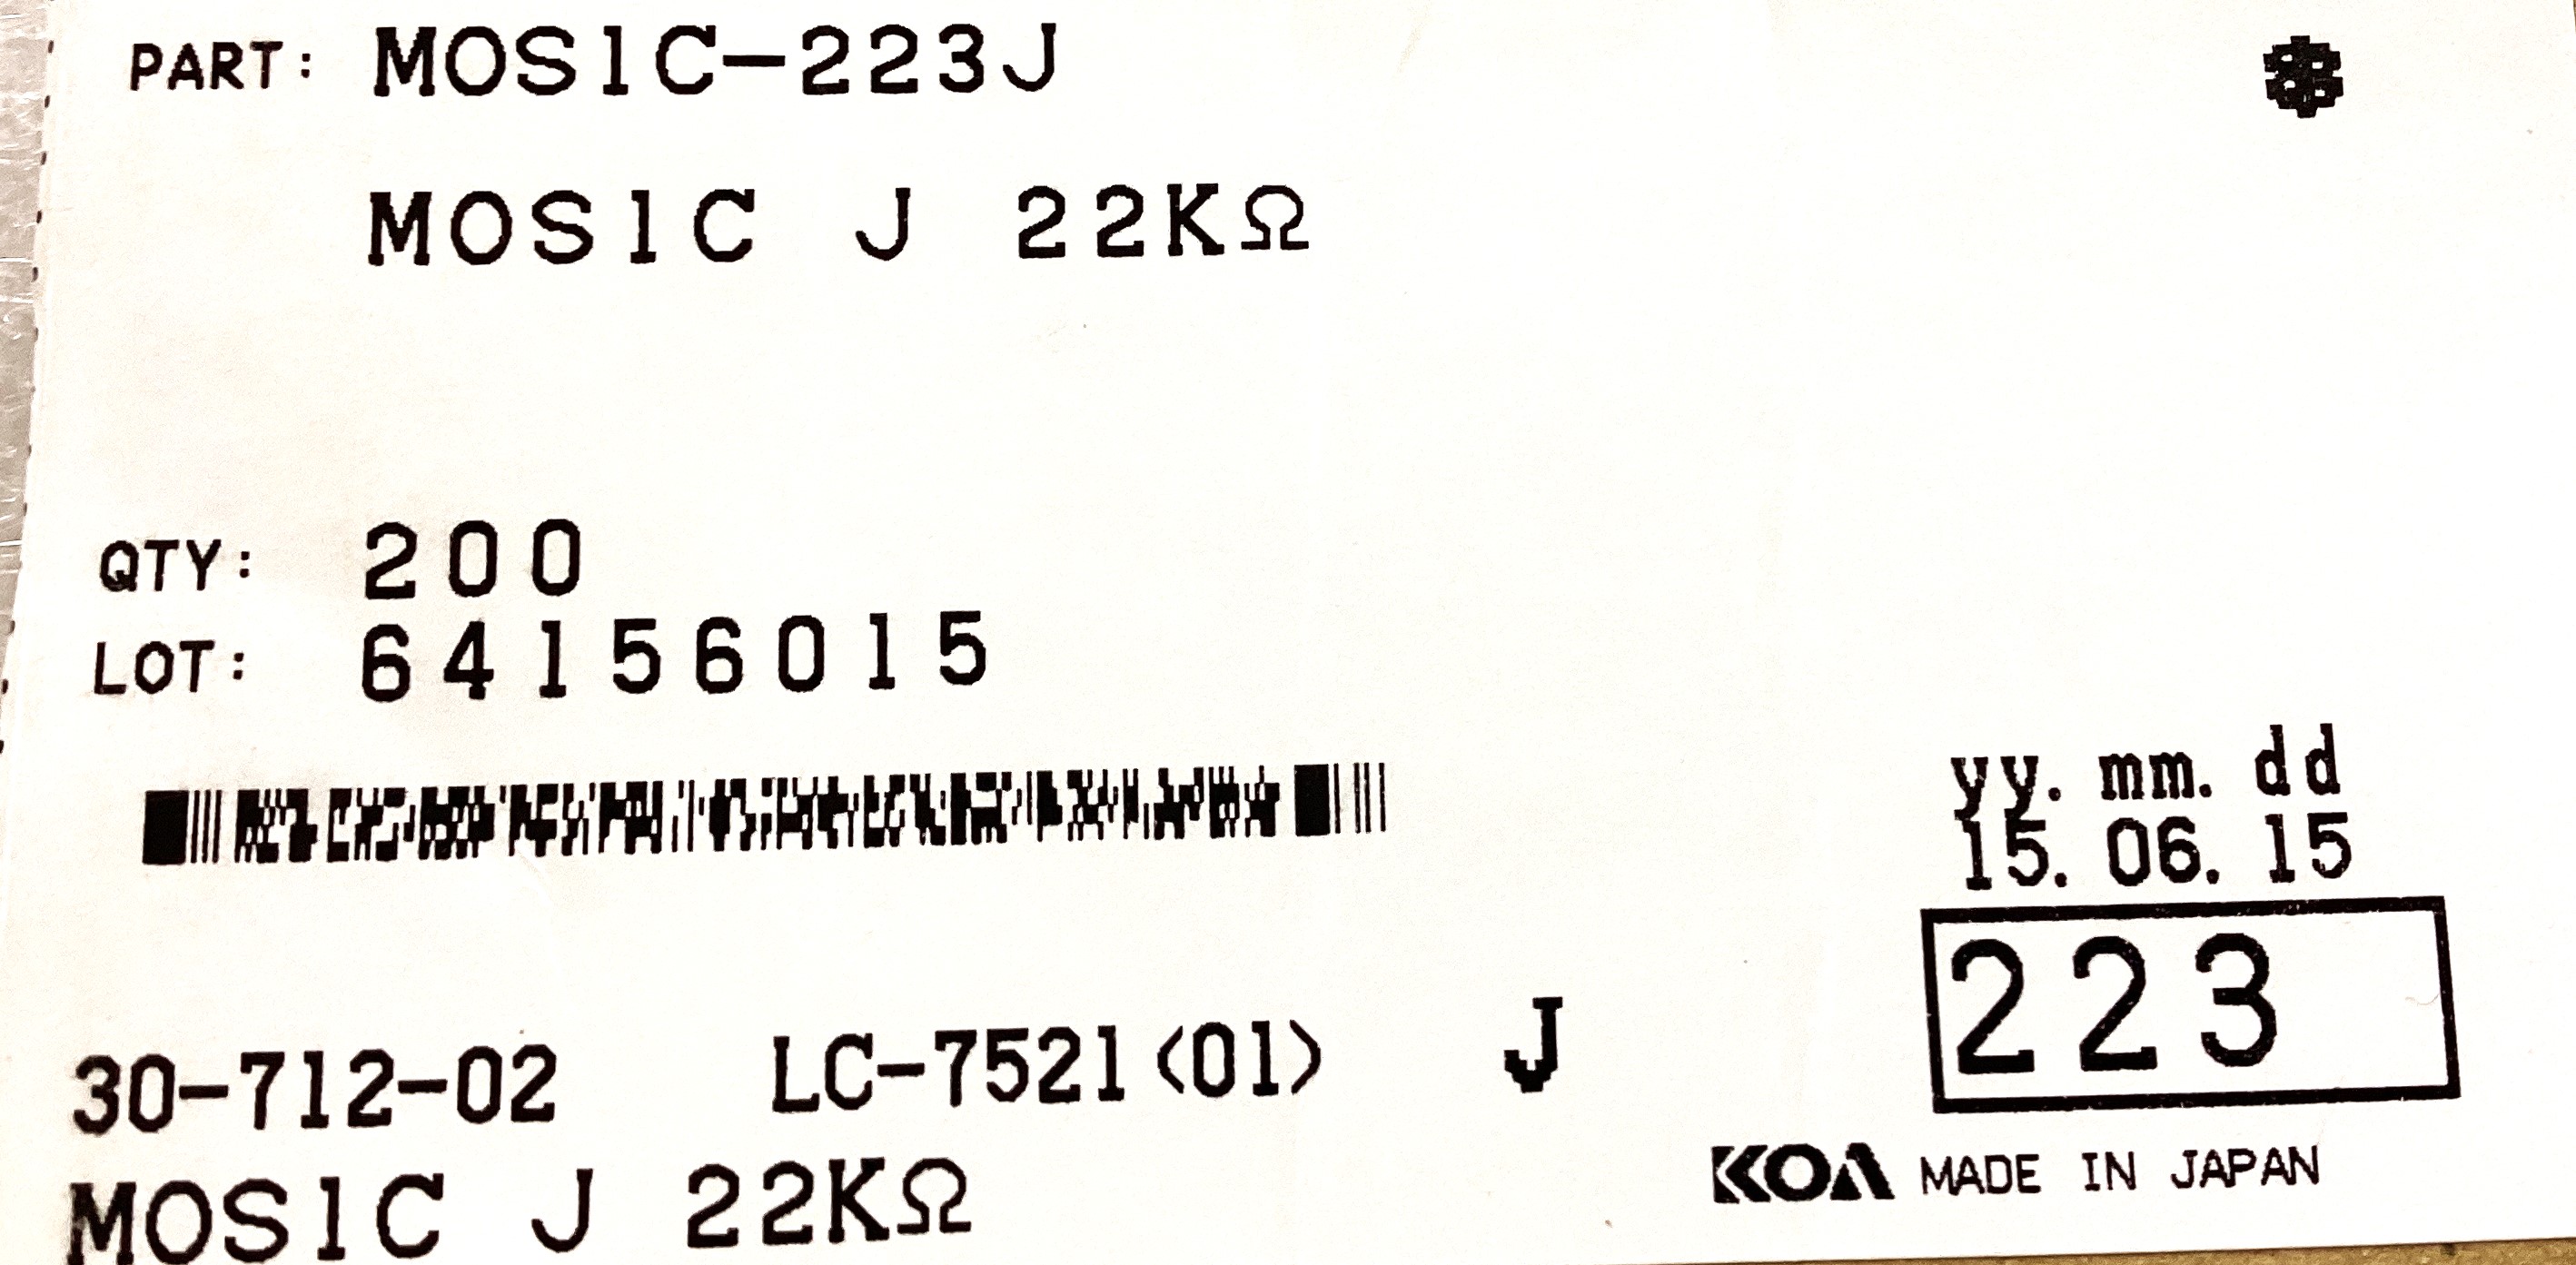 PART: MOS1C-223J
MOS1C J 22KΩ
QTY: 200
LOT: 64156015
yy. mm. dd
15. 06. 15
223
30-712-02 LC-7521<01> J
MOS1C J 22KΩ
KOA MADE IN JAPAN